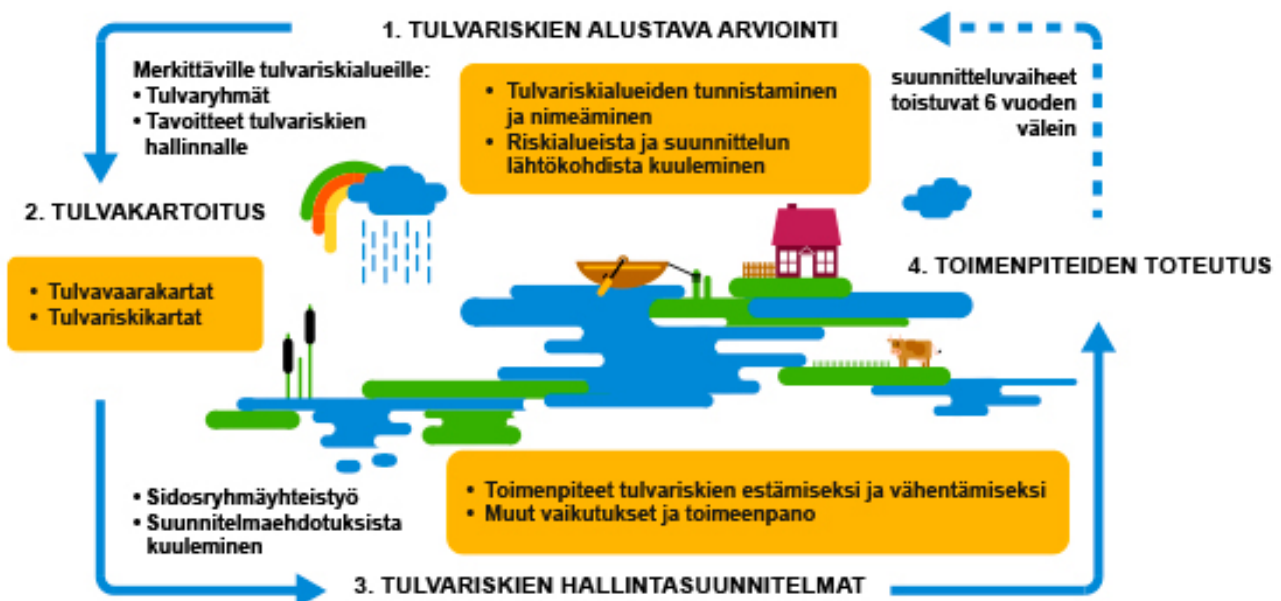 1. TULVARISKIEN ALUSTAVA ARVIOINTI
Merkittäville tulvariskialueille:
• Tulvaryhmät
• Tavoitteet tulvariskien
hallinnalle
• Tulvariskialueiden tunnistaminen
ja nimeäminen
• Riskialueista ja suunnittelun
lähtökohdista kuuleminen
suunnitteluvaiheet
toistuvat 6 vuoden
välein
2. TULVAKARTOITUS
• Tulvavaarakartat
• Tulvariskikartat
4. TOIMENPITEIDEN TOTEUTUS
• Sidosryhmäyhteistyö
• Suunnitelmaehdotuksista
kuuleminen
• Toimenpiteet tulvariskien estämiseksi ja vähentämiseksi
• Muut vaikutukset ja toimeenpano
3. TULVARISKIEN HALLINTASUUNNITELMAT